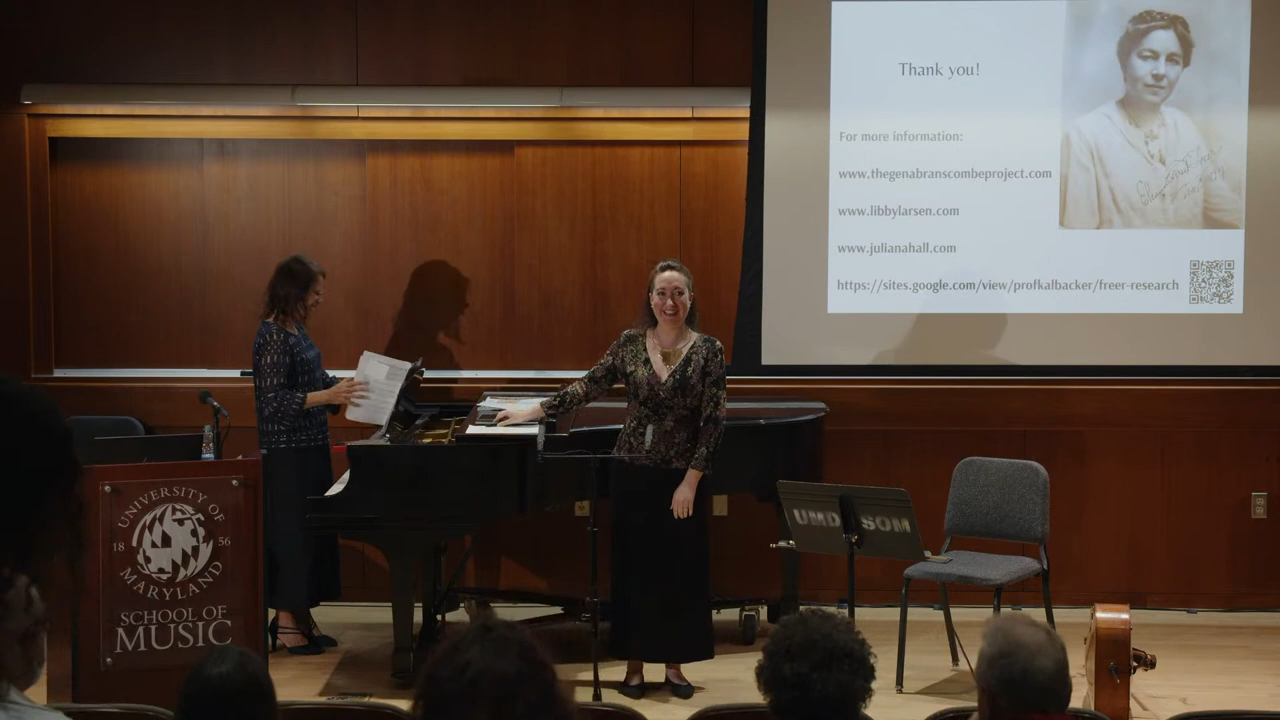 Thank you!
For more information:
www.thegenabranscombeproject.com
www.libbylarsen.com
www.julianahall.com
https://sites.google.com/view/profkalbacker/freer-research
UMD SOM
UNIVERSITY OF
18 56
MARYLAND
SCHOOL OF
MUSIC